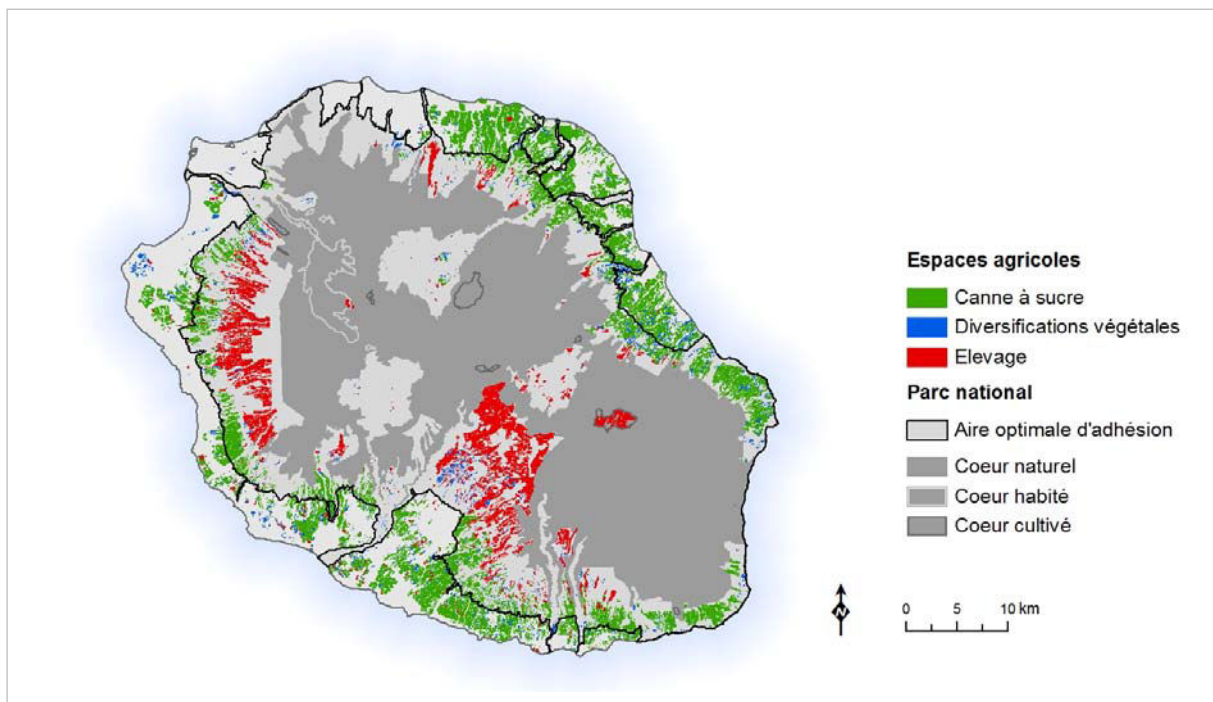 Espaces agricoles
Canne à sucre
Diversifications végétales
Elevage
Parc national
Aire optimale d'adhésion
Coeur naturel
Coeur habité
Coeur cultivé
N
0 5 10 km